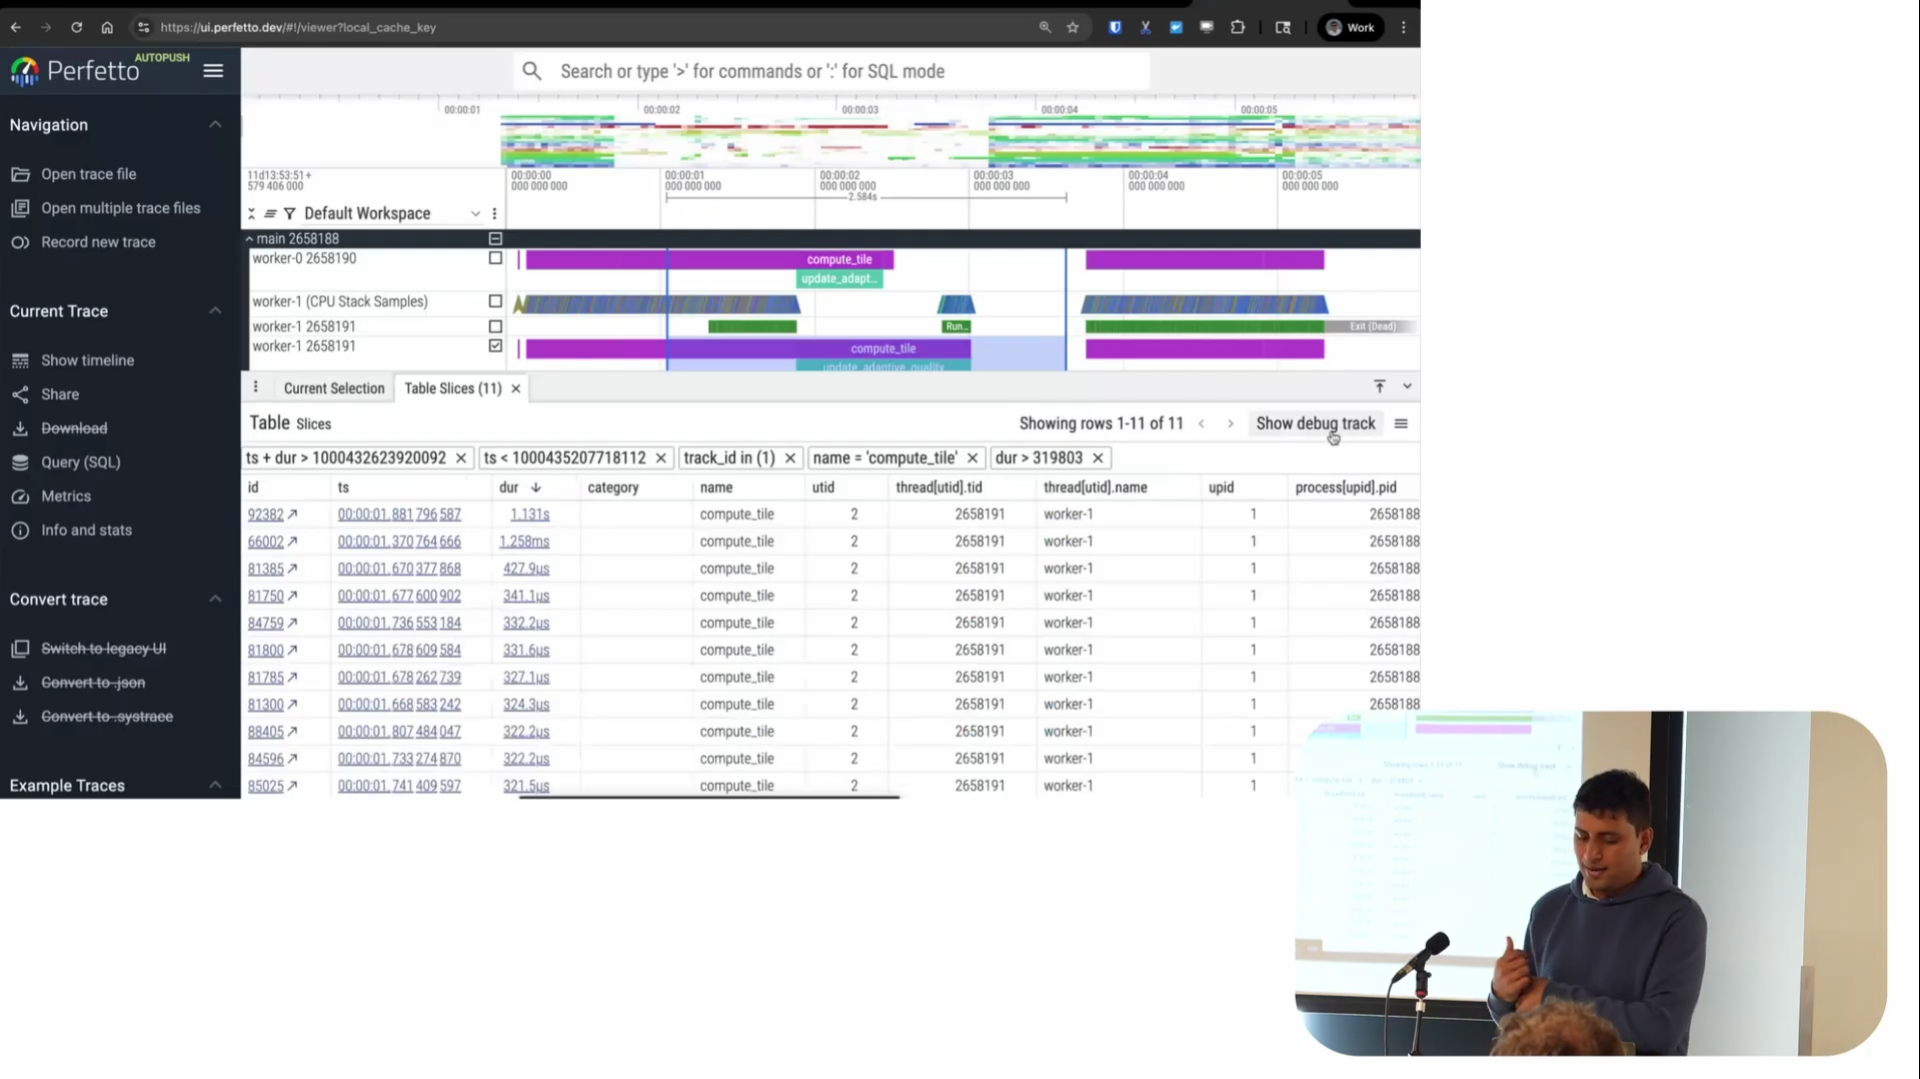 https://ui.perfetto.dev/#!/viewer?local_cache_key
Work
Perfetto
AUTOPUSH
Search or type '>' for commands or ':' for SQL mode
Navigation
Open trace file
Open multiple trace files
Record new trace
Current Trace
Show timeline
Share
Download
Query (SQL)
Metrics
Info and stats
Convert trace
Switch to legacy UI
Convert to .json
Convert to .systrace
Example Traces
00:00:01 00:00:02 00:00:03 00:00:04 00:00:05
11d13:53:51+ 00:00:00 00:00:01 00:00:02 00:00:03 00:00:04 00:00:05
579 406 000 000 000 000 000 000 000 000 000 000 000 000 000 000 000 000 000 000
2.584s
Default Workspace
main 2658188
worker-0 2658190 compute_tile
update_adapt...
worker-1 (CPU Stack Samples)
worker-1 2658191 Run... Exit (Dead)
worker-1 2658191 compute_tile
update_adaptive_quality
Current Selection Table Slices (11)
Table Slices Showing rows 1-11 of 11 Show debug track
ts + dur > 1000432623920092 ts < 1000435207718112 track_id in (1) name = 'compute_tile' dur > 319803
id ts dur category name utid thread[utid].tid thread[utid].name upid process[upid].pid
92382 00:00:01.881 796 587 1.131s compute_tile 2 2658191 worker-1 1 2658188
66002 00:00:01.370 764 666 1.258ms compute_tile 2 2658191 worker-1 1 2658188
81385 00:00:01.670 377 868 427.9µs compute_tile 2 2658191 worker-1 1 2658188
81750 00:00:01.677 600 902 341.1µs compute_tile 2 2658191 worker-1 1 2658188
84759 00:00:01.736 553 184 332.2µs compute_tile 2 2658191 worker-1 1 2658188
81800 00:00:01.678 609 584 331.6µs compute_tile 2 2658191 worker-1 1 2658188
81785 00:00:01.678 262 739 327.1µs compute_tile 2 2658191 worker-1 1 2658188
81300 00:00:01.668 583 242 324.3µs compute_tile 2 2658191 worker-1 1 2658188
88405 00:00:01.807 484 047 322.2µs compute_tile 2 2658191 worker-1 1
84596 00:00:01.733 274 870 322.2µs compute_tile 2 2658191 worker-1 1
85025 00:00:01.741 409 597 321.5µs compute_tile 2 2658191 worker-1 1